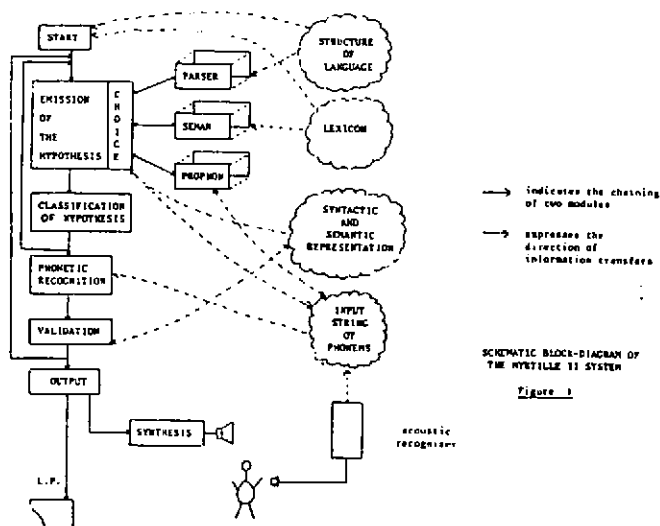 START
STRUCTURE
OF
LANGUAGE
PARSER
EMISSION
OF
THE
HYPOTHESIS
CHOICE
SEMAN
LEXICON
PROPHON
CLASSIFICATION
OF HYPOTHESIS
SYNTACTIC
AND
SEMANTIC
REPRESENTATION
indicates the chaining
of two modules
expresses the
direction of
information transfers
PHONETIC
RECOGNITION
INPUT
STRING
OF
PHONEMS
VALIDATION
SCHEMATIC BLOCK-DIAGRAM OF
THE MYRTILLE II SYSTEM
Figure 1
OUTPUT
SYNTHESIS
acoustic
recognizer
L.P.